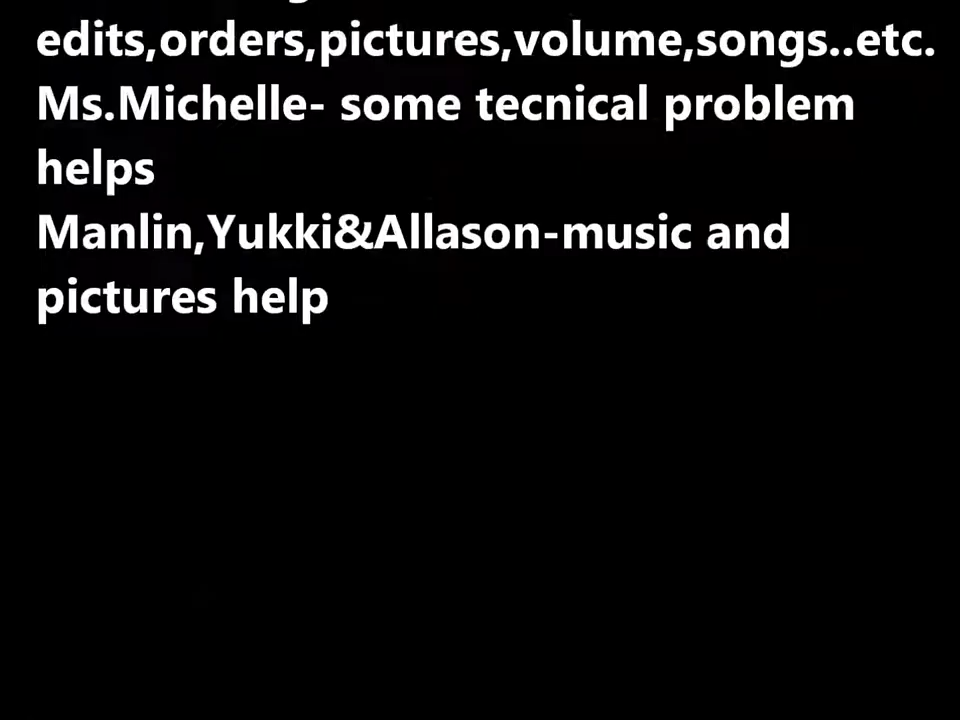 edits,orders,pictures,volume,songs..etc.
Ms.Michelle- some tecnical problem
helps
Manlin,Yukki&Allason-music and
pictures help